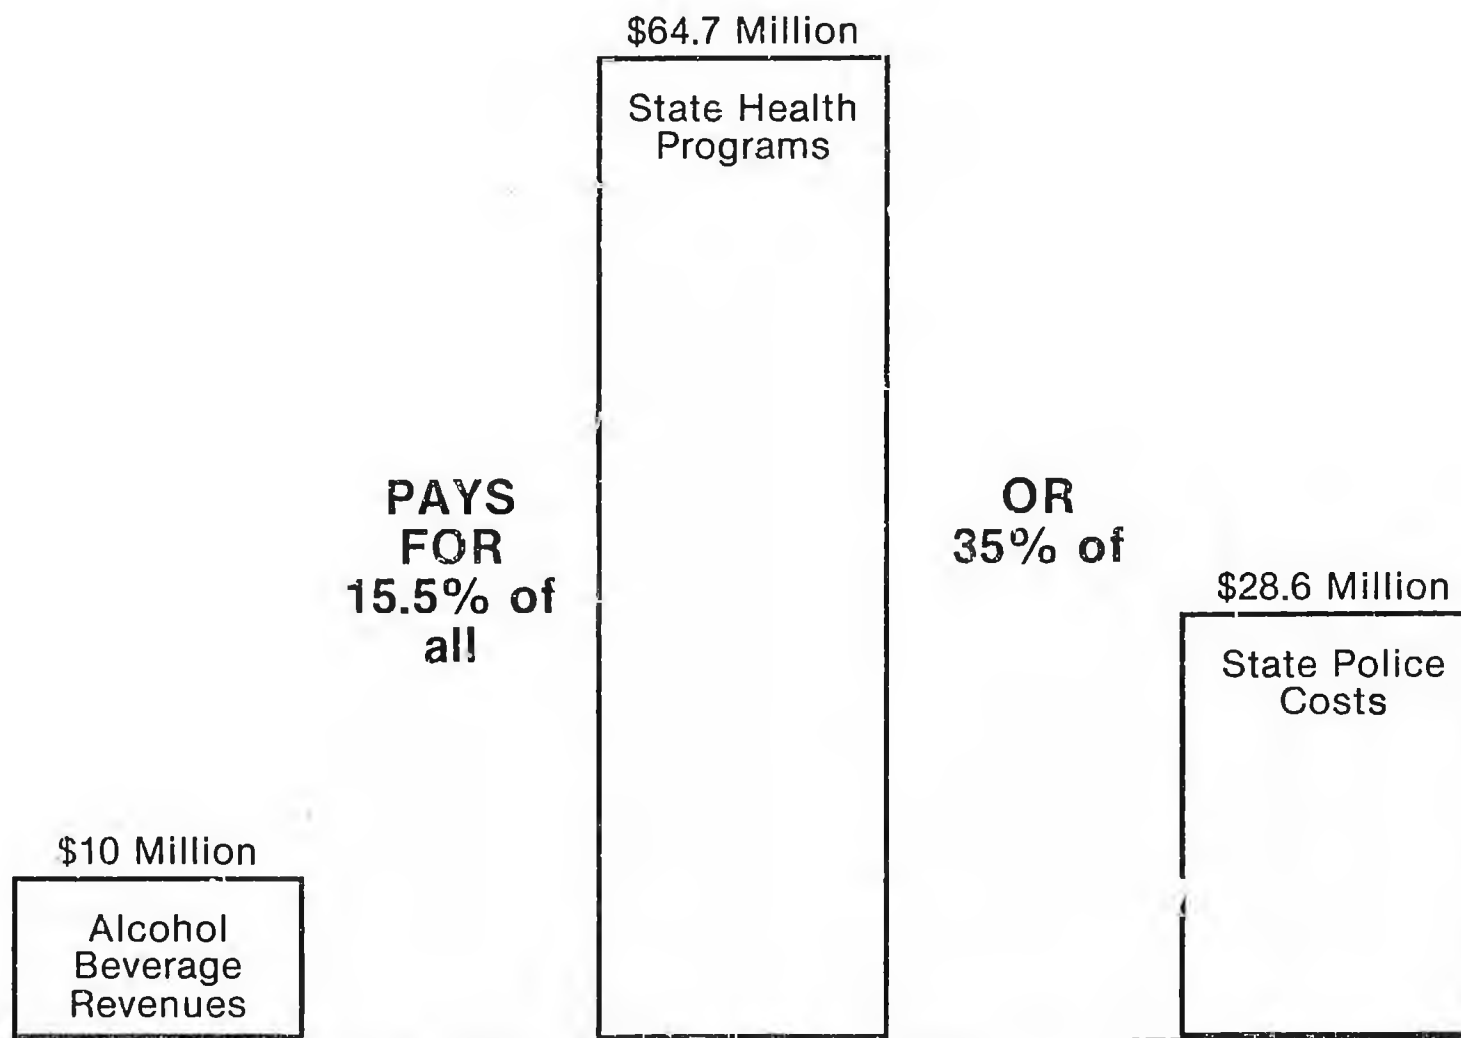 $64.7 Million
State Health
Programs
PAYS
FOR
15.5% of
all
OR
35% of
$28.6 Million
State Police
Costs
$10 Million
Alcohol
Beverage
Revenues